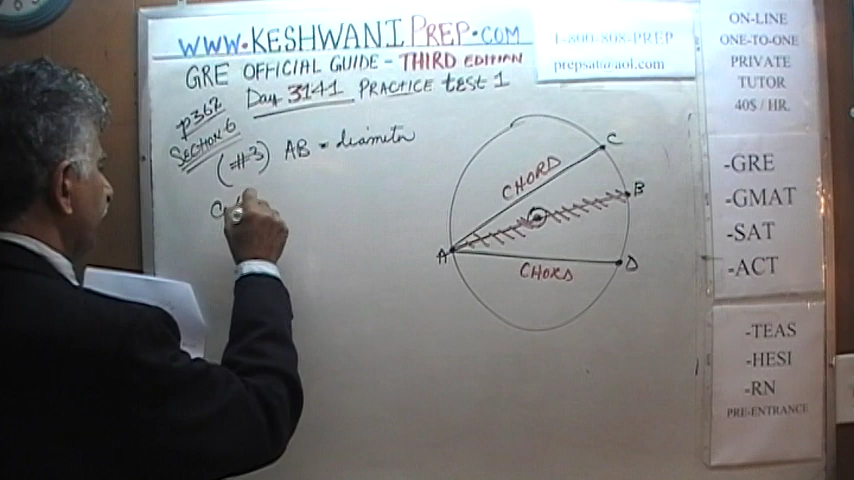 WWW.KESHWANIPREP.COM
GRE OFFICIAL GUIDE - THIRD EDITION
Day 3141 PRACTICE test 1
p362
SECTION 6
(#3) AB = diameter
C
1-800-808-PREP
prepsat@aol.com
C
CHORD
B
A
CHORD
D
ON-LINE
ONE-TO-ONE
PRIVATE
TUTOR
40$ / HR.
-GRE
-GMAT
-SAT
-ACT
-TEAS
-HESI
-RN
PRE-ENTRANCE